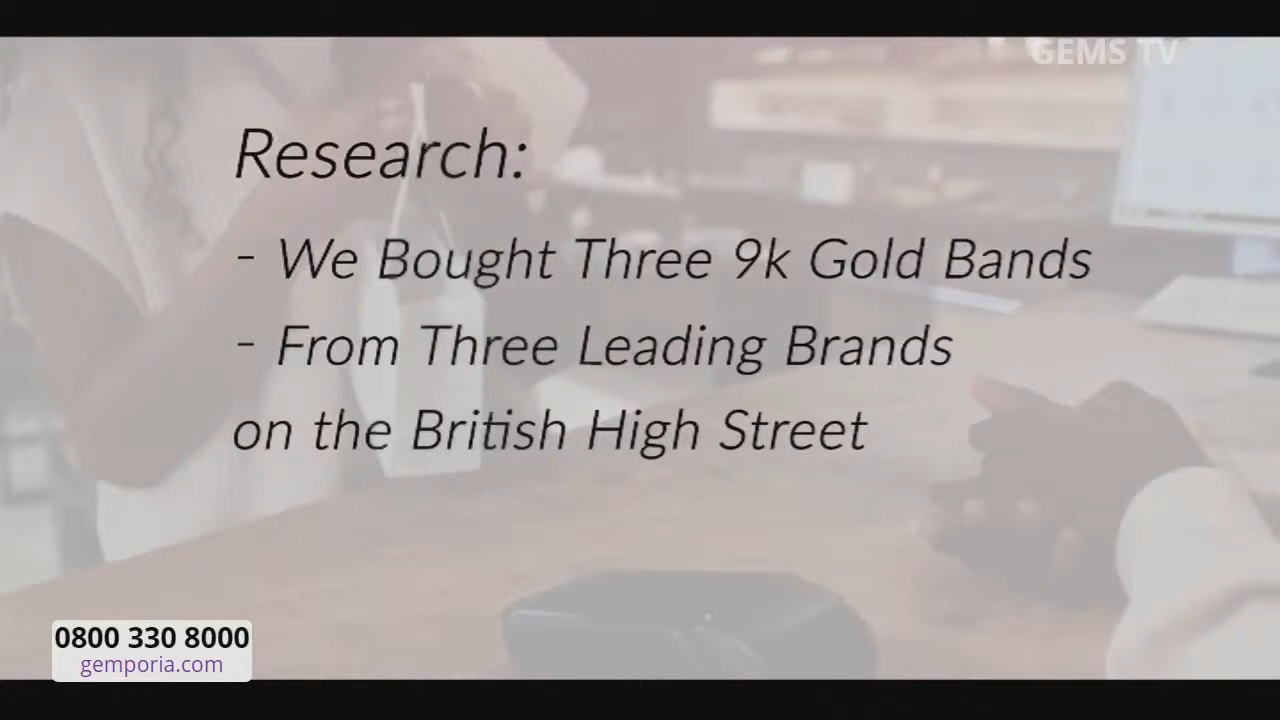 GEMS TV
Research:
- We Bought Three 9k Gold Bands
- From Three Leading Brands
on the British High Street
0800 330 8000
gemporia.com